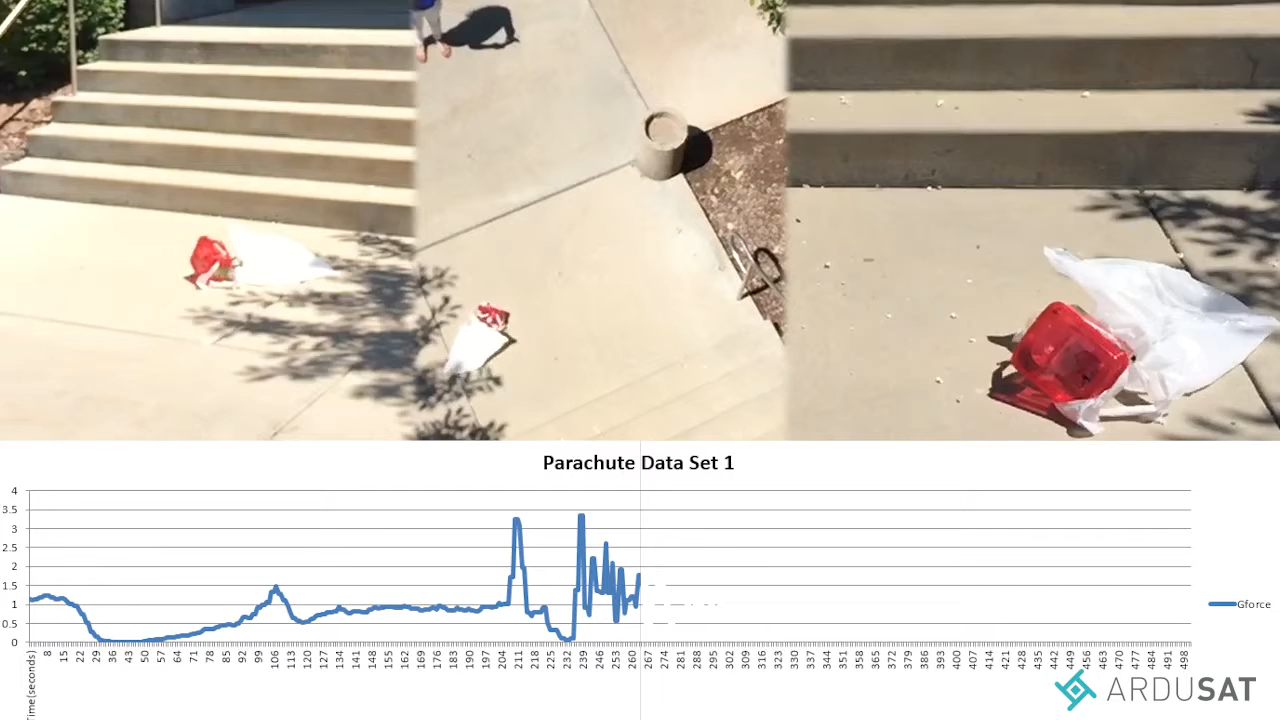 Parachute Data Set 1
4
3.5
3
2.5
2
1.5
1
0.5
0
Gforce
Time(seconds) 8 15 22 29 36 43 50 57 64 71 78 85 92 99 106 113 120 127 134 141 148 155 162 169 176 183 190 197 204 211 218 225 232 239 246 253 260 267 274 281 288 295 302 309 316 323 330 337 344 351 358 365 372 379 386 393 400 407 414 421 428 435 442 449 456 463 470 477 484 491 498
ARDUSAT